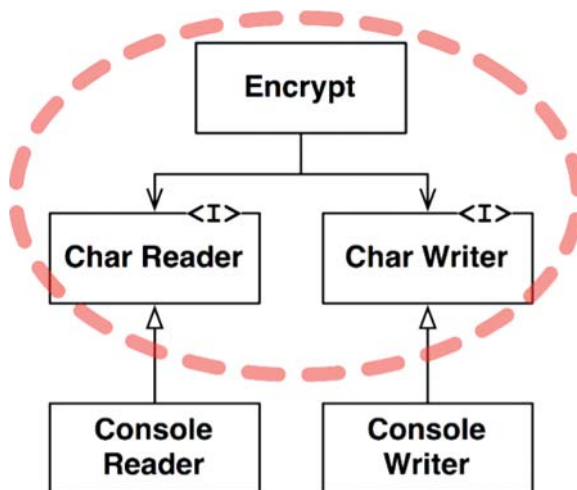 Encrypt
<I>
<I>
Char Reader
Char Writer
Console
Reader
Console
Writer